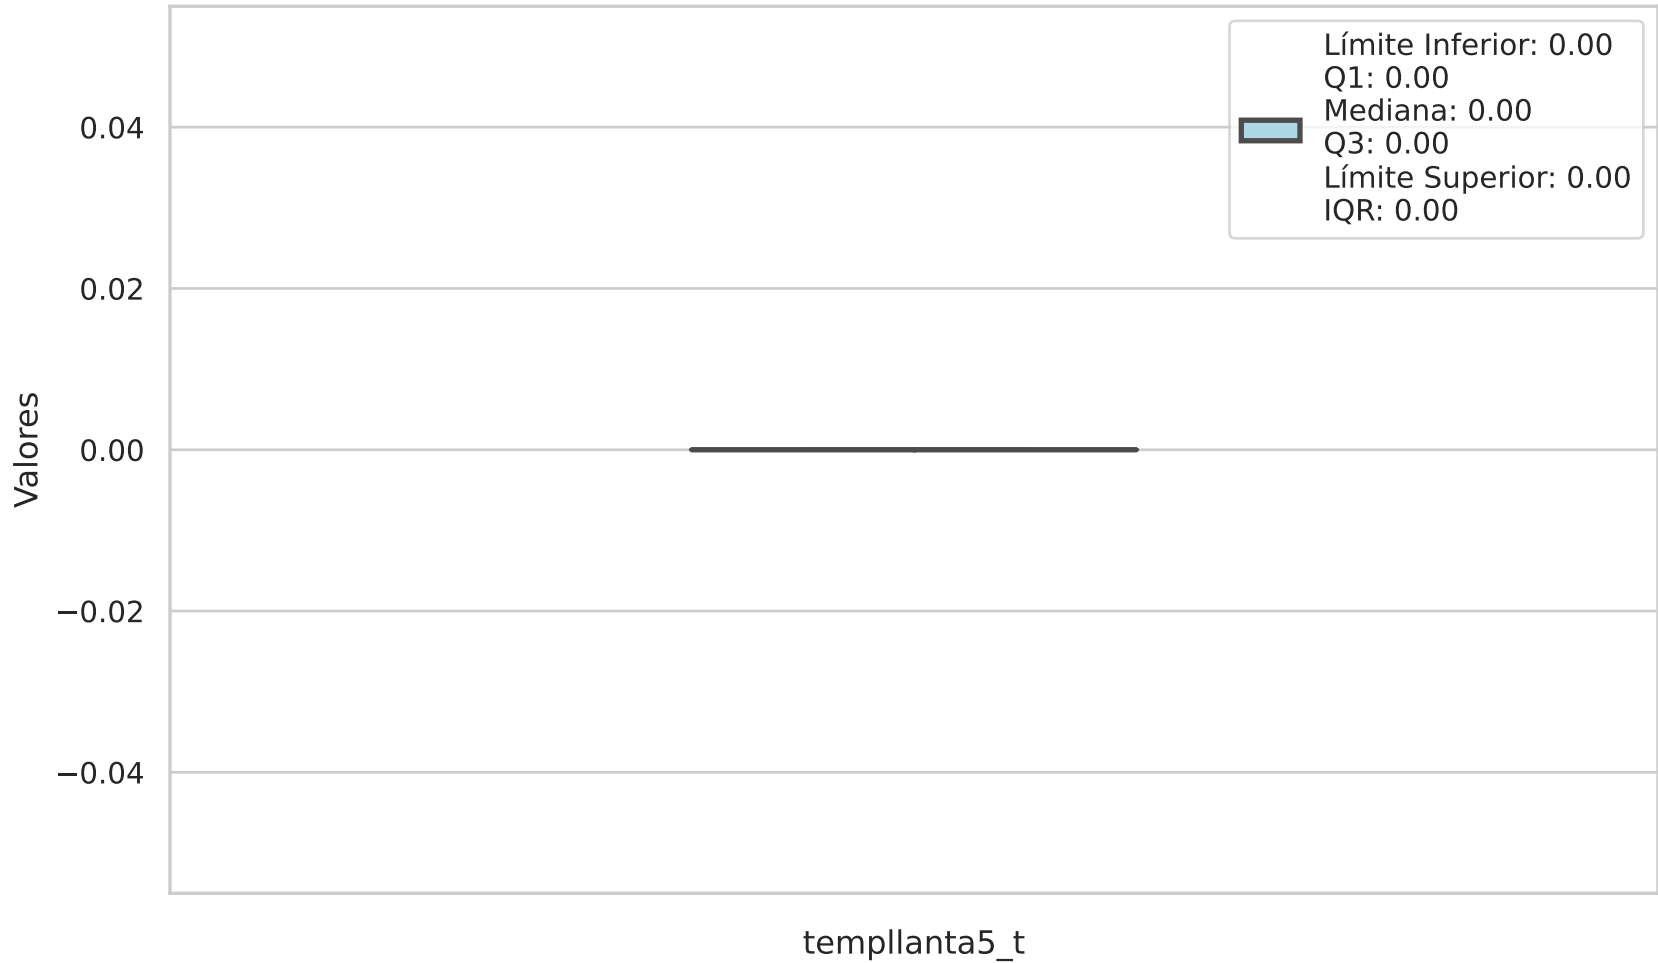 Límite Inferior: 0.00
Q1: 0.00
Mediana: 0.00
Q3: 0.00
Límite Superior: 0.00
IQR: 0.00
0.04
0.02
0.00
−0.02
−0.04
Valores
templlanta5_t